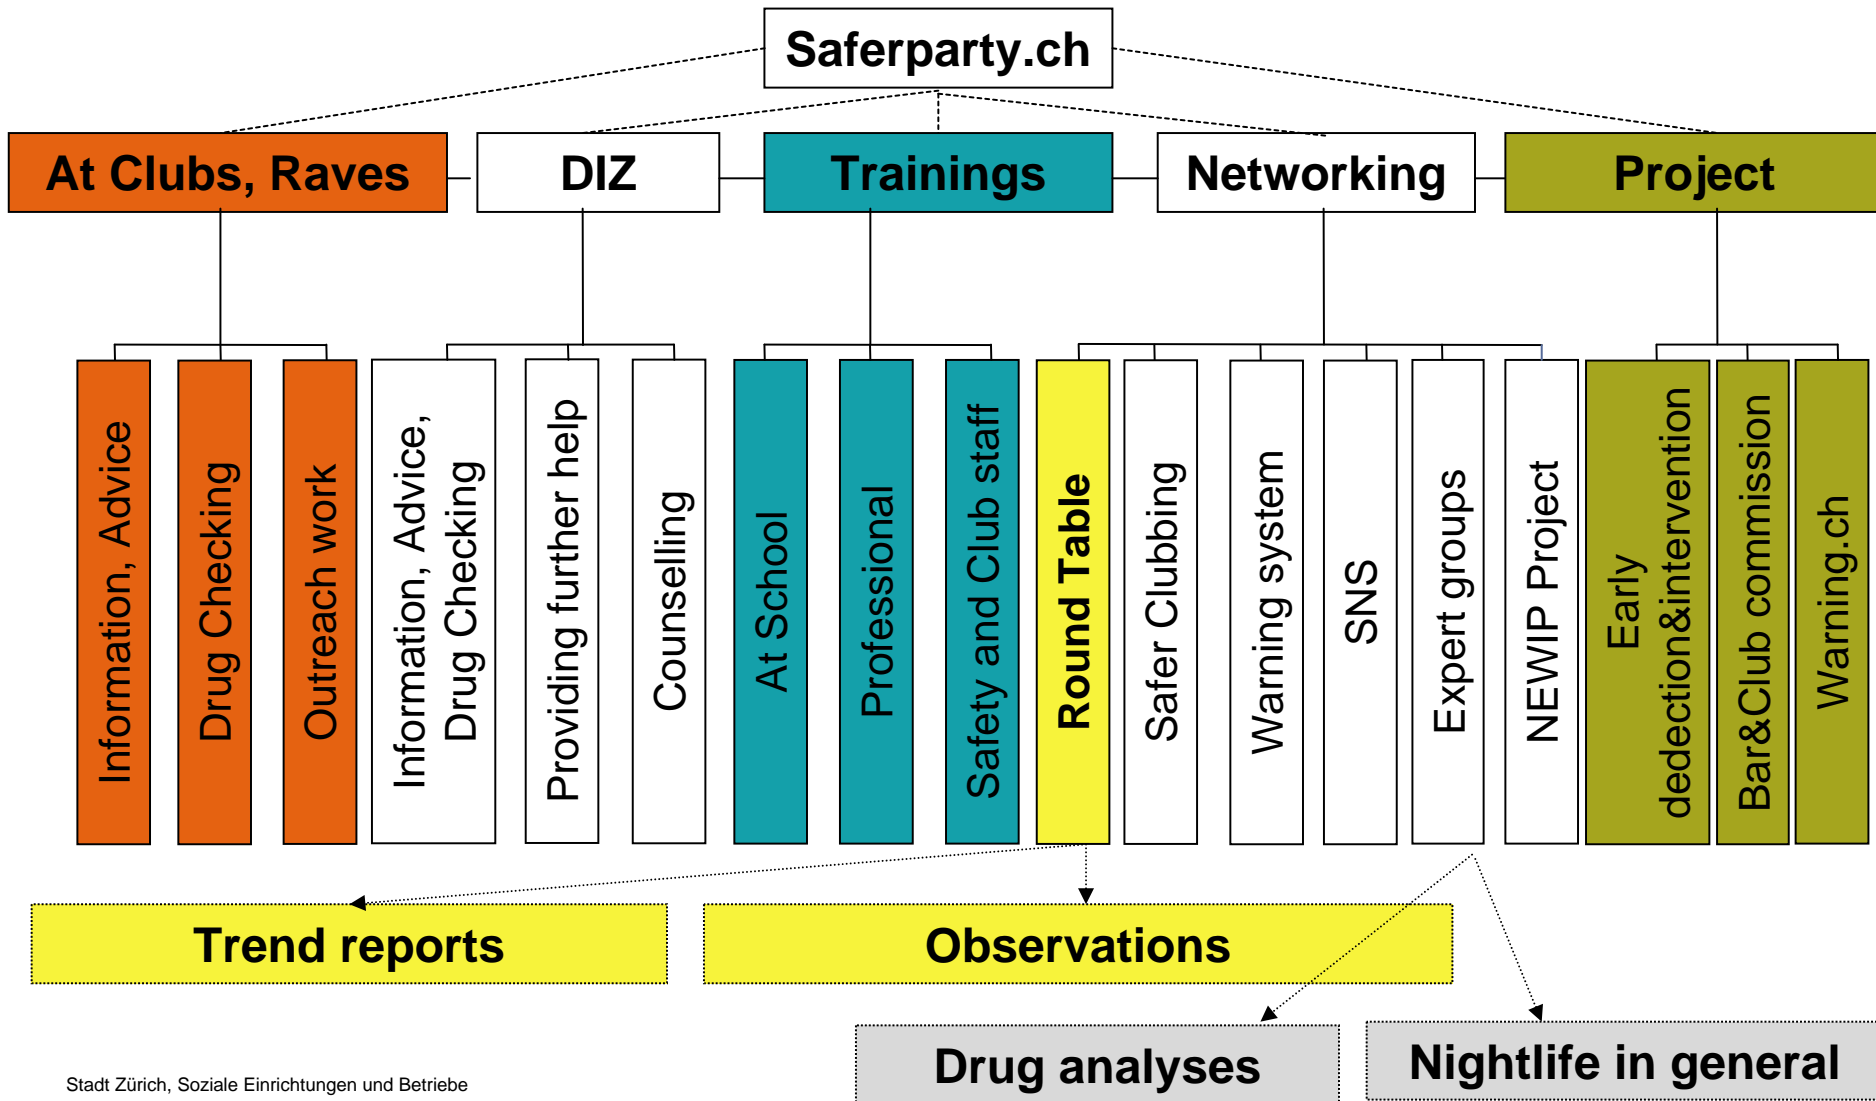 Saferparty.ch
At Clubs, Raves
DIZ
Trainings
Networking
Project
Information, Advice
Drug Checking
Outreach work
Information, Advice,
Drug Checking
Providing further help
Counselling
At School
Professional
Safety and Club staff
Round Table
Safer Clubbing
Warning system
SNS
Expert groups
NEWIP Project
Early
dedection&intervention
Bar&Club commission
Warning.ch
Trend reports
Observations
Drug analyses
Nightlife in general
Stadt Zürich, Soziale Einrichtungen und Betriebe